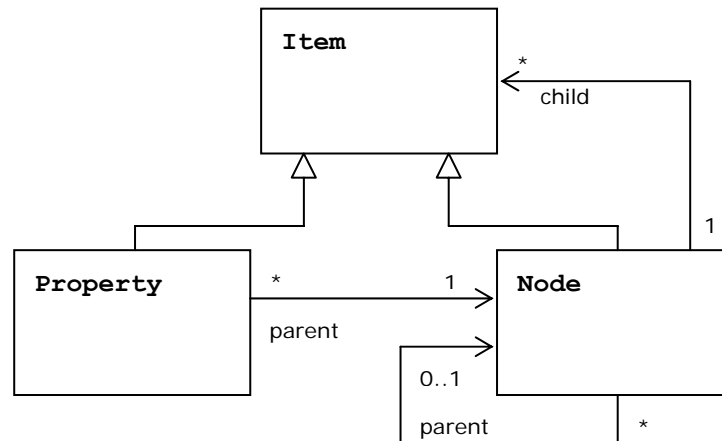 Item
*
child
1
Property
*
1
Node
parent
0..1
parent
*